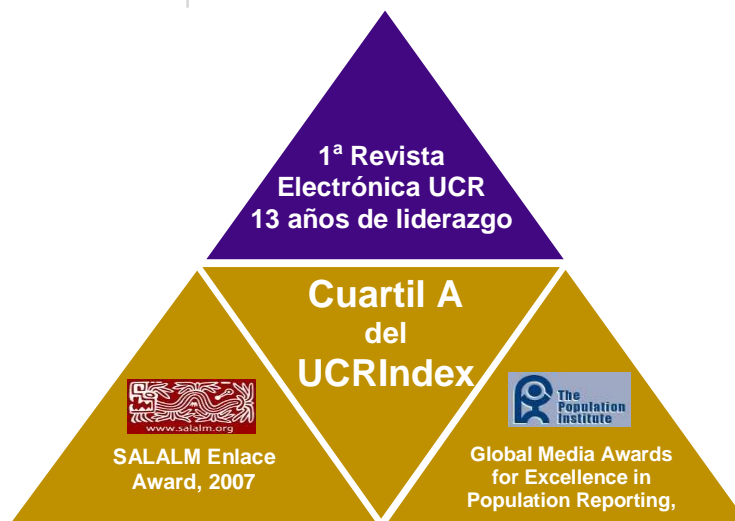 1ª Revista
Electrónica UCR
13 años de liderazgo
Cuartil A
del
UCRIndex
www.salalm.org
SALALM Enlace
Award, 2007
The
Population
Institute
Global Media Awards
for Excellence in
Population Reporting,